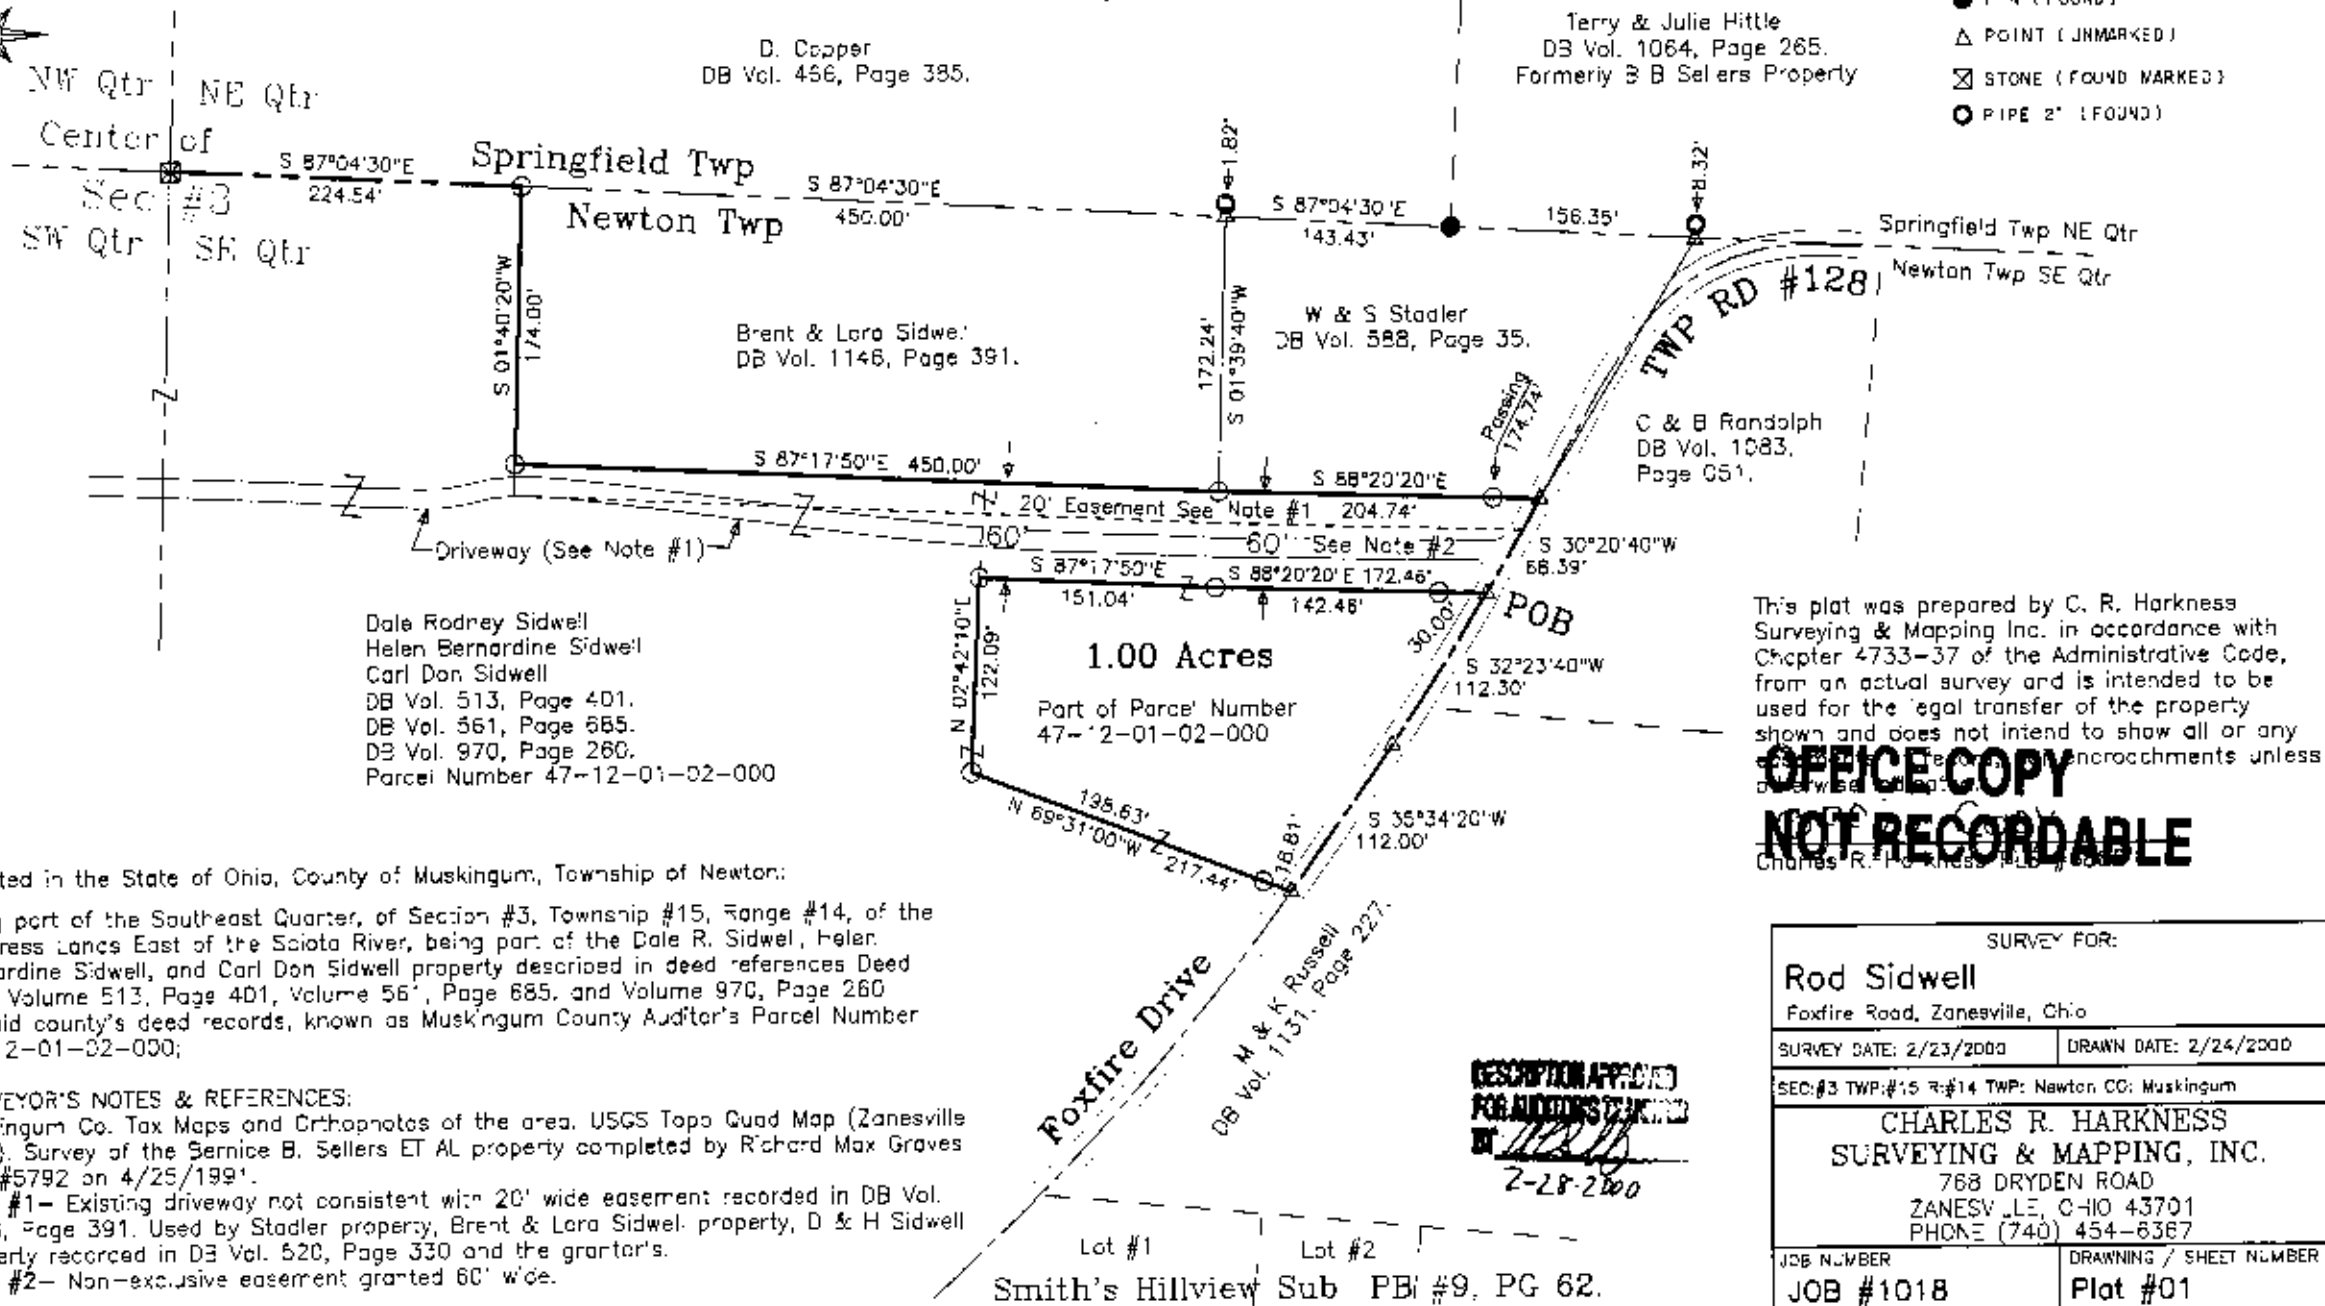 D. Copper
DB Vol. 466, Page 385.
Terry & Julie Hittle
DB Vol. 1064, Page 265.
Formerly B B Sellers Property
POINT (UNMARKED)
STONE (FOUND MARKED)
PIPE 2" (FOUND)
NW Qtr
NE Qtr
Center of
Sec #3
SW Qtr
SE Qtr
S 87°04'30"E
224.54'
Springfield Twp
Newton Twp
S 87°04'30"E
450.00'
1.82'
S 87°04'30"E
143.43'
156.35'
8.32'
Springfield Twp NE Qtr
Newton Twp SE Qtr
TWP RD #128
S 01°40'20"W
174.00'
Brent & Lora Sidwell
DB Vol. 1146, Page 391.
172.24'
S 01°39'40"W
W & S Stadler
DB Vol. 588, Page 35.
Passing
174.74'
C & B Randolph
DB Vol. 1083,
Page 051.
S 87°17'50"E 450.00'
S 88°20'20"E
204.74'
20' Easement See Note #1
60'
60' See Note #2
Driveway (See Note #1)
S 30°20'40"W
68.39'
S 87°17'50"E
151.04'
S 88°20'20"E 172.46'
142.46'
POB
30.00'
N 02°42'10"E
122.09'
1.00 Acres
Part of Parcel Number
47-12-01-02-000
S 32°23'40"W
112.30'
Dale Rodney Sidwell
Helen Bernardine Sidwell
Carl Don Sidwell
DB Vol. 513, Page 401.
DB Vol. 561, Page 685.
DB Vol. 970, Page 260.
Parcel Number 47-12-01-02-000
198.63'
N 69°31'00"W
217.44'
18.81'
S 35°34'20"W
112.00'
This plat was prepared by C. R. Harkness
Surveying & Mapping Inc. in accordance with
Chapter 4733-37 of the Administrative Code,
from an actual survey and is intended to be
used for the legal transfer of the property
shown and does not intend to show all or any
encroachments unless
OFFICE COPY
NOT RECORDABLE
Charles R. Harkness
ted in the State of Ohio, County of Muskingum, Township of Newton:
part of the Southeast Quarter, of Section #3, Township #15, Range #14, of the
ress Lands East of the Sciota River, being part of the Dale R. Sidwell, Helen
ardine Sidwell, and Carl Don Sidwell property described in deed references Deed
Volume 513, Page 401, Volume 561, Page 685, and Volume 970, Page 260
aid county's deed records, known as Muskingum County Auditor's Parcel Number
2-01-02-000;
EYOR'S NOTES & REFERENCES:
ingum Co. Tax Maps and Orthophotos of the area. USGS Topo Quad Map (Zanesville
. Survey of the Bernice B. Sellers ET AL property completed by Richard Max Graves
#5792 on 4/25/1991.
#1- Existing driveway not consistent with 20' wide easement recorded in DB Vol.
, Page 391. Used by Stadler property, Brent & Lora Sidwell property, D & H Sidwell
erty recorded in DB Vol. 520, Page 330 and the grantor's.
#2- Non-exclusive easement granted 60' wide.
Foxfire Drive
M & K Russell
DB Vol. 1131, Page 227.
DESCRIPTION APPROVED
FOR AUDITORS TRANSFER
BY
2-28-2000
Lot #1
Lot #2
Smith's Hillview Sub PB #9, PG 62.
SURVEY FOR:
Rod Sidwell
Foxfire Road, Zanesville, Ohio
SURVEY DATE: 2/23/2000
DRAWN DATE: 2/24/2000
SEC:#3 TWP:#15 R:#14 TWP: Newton CO: Muskingum
CHARLES R. HARKNESS
SURVEYING & MAPPING, INC.
768 DRYDEN ROAD
ZANESVILLE, OHIO 43701
PHONE (740) 454-6367
JOB NUMBER
JOB #1018
DRAWING / SHEET NUMBER
Plat #01